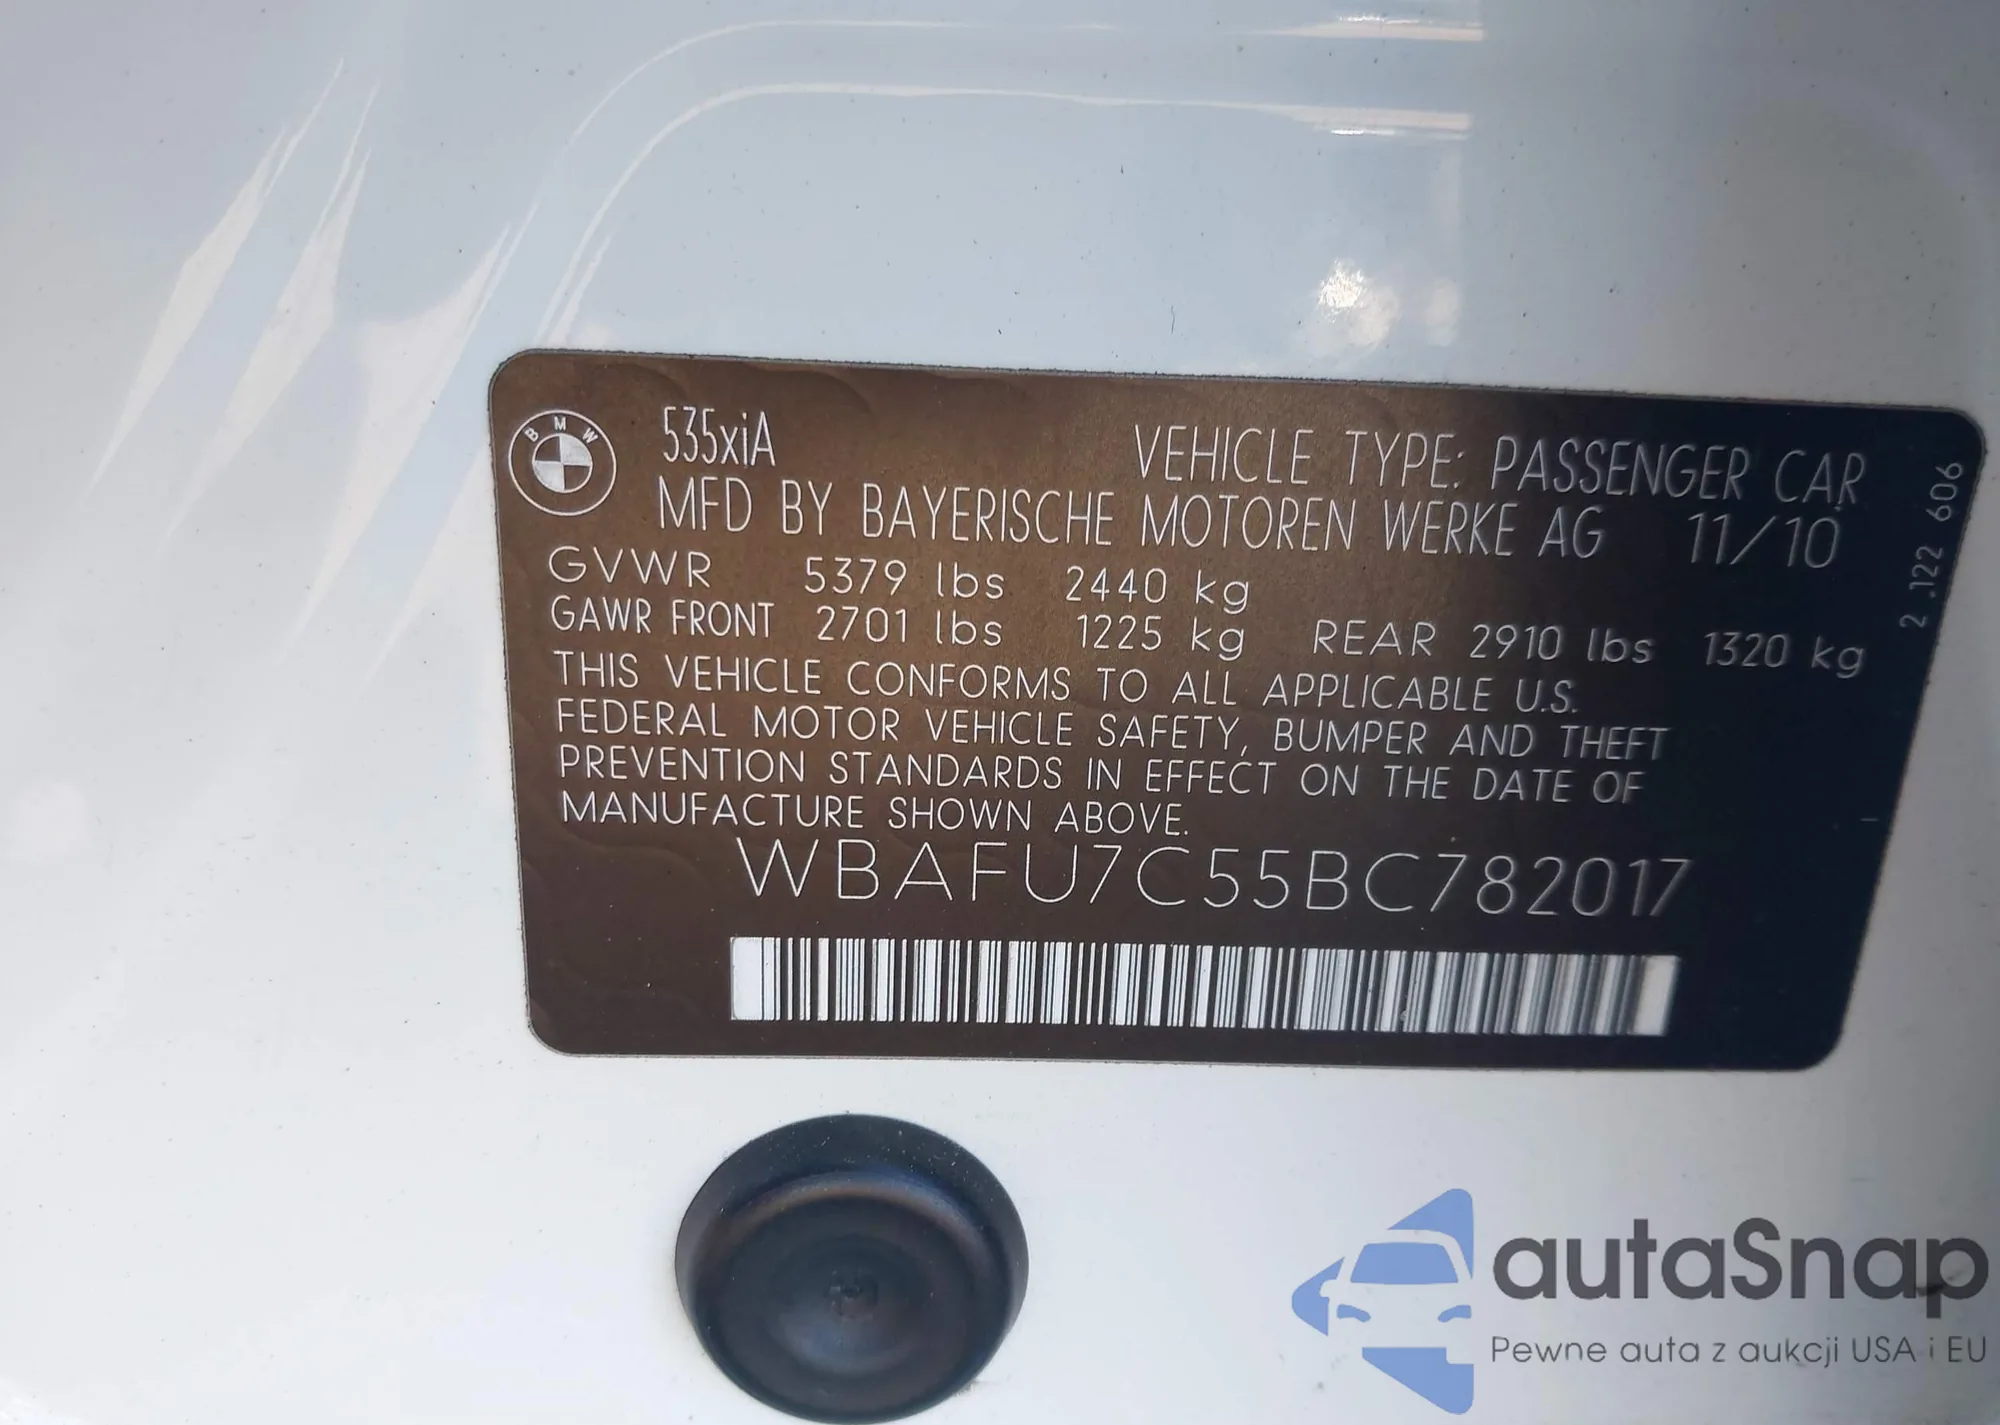 BMW
535xiA
VEHICLE TYPE: PASSENGER CAR
MFD BY BAYERISCHE MOTOREN WERKE AG 11/10
GVWR 5379 lbs 2440 kg
GAWR FRONT 2701 lbs 1225 kg REAR 2910 lbs 1320 kg
THIS VEHICLE CONFORMS TO ALL APPLICABLE U.S.
FEDERAL MOTOR VEHICLE SAFETY, BUMPER AND THEFT
PREVENTION STANDARDS IN EFFECT ON THE DATE OF
MANUFACTURE SHOWN ABOVE.
WBAFU7C55BC782017
2 .122 606
autaSnap
Pewne auta z aukcji USA i EU